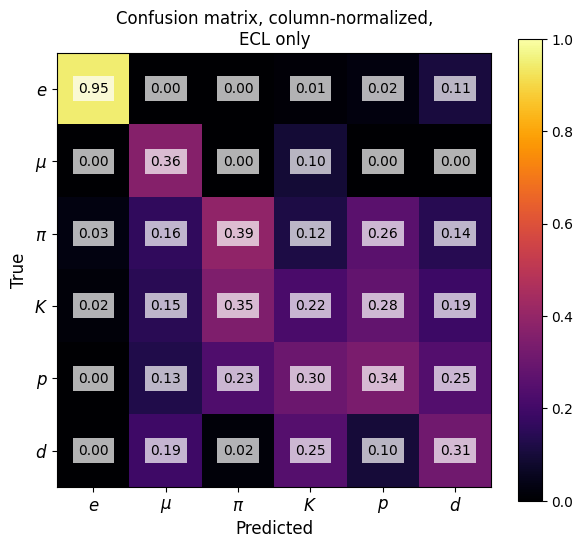 Confusion matrix, column-normalized,
ECL only
True
e 0.95 0.00 0.00 0.01 0.02 0.11
μ 0.00 0.36 0.00 0.10 0.00 0.00
π 0.03 0.16 0.39 0.12 0.26 0.14
K 0.02 0.15 0.35 0.22 0.28 0.19
p 0.00 0.13 0.23 0.30 0.34 0.25
d 0.00 0.19 0.02 0.25 0.10 0.31
e μ π K p d
Predicted
1.0
0.8
0.6
0.4
0.2
0.0